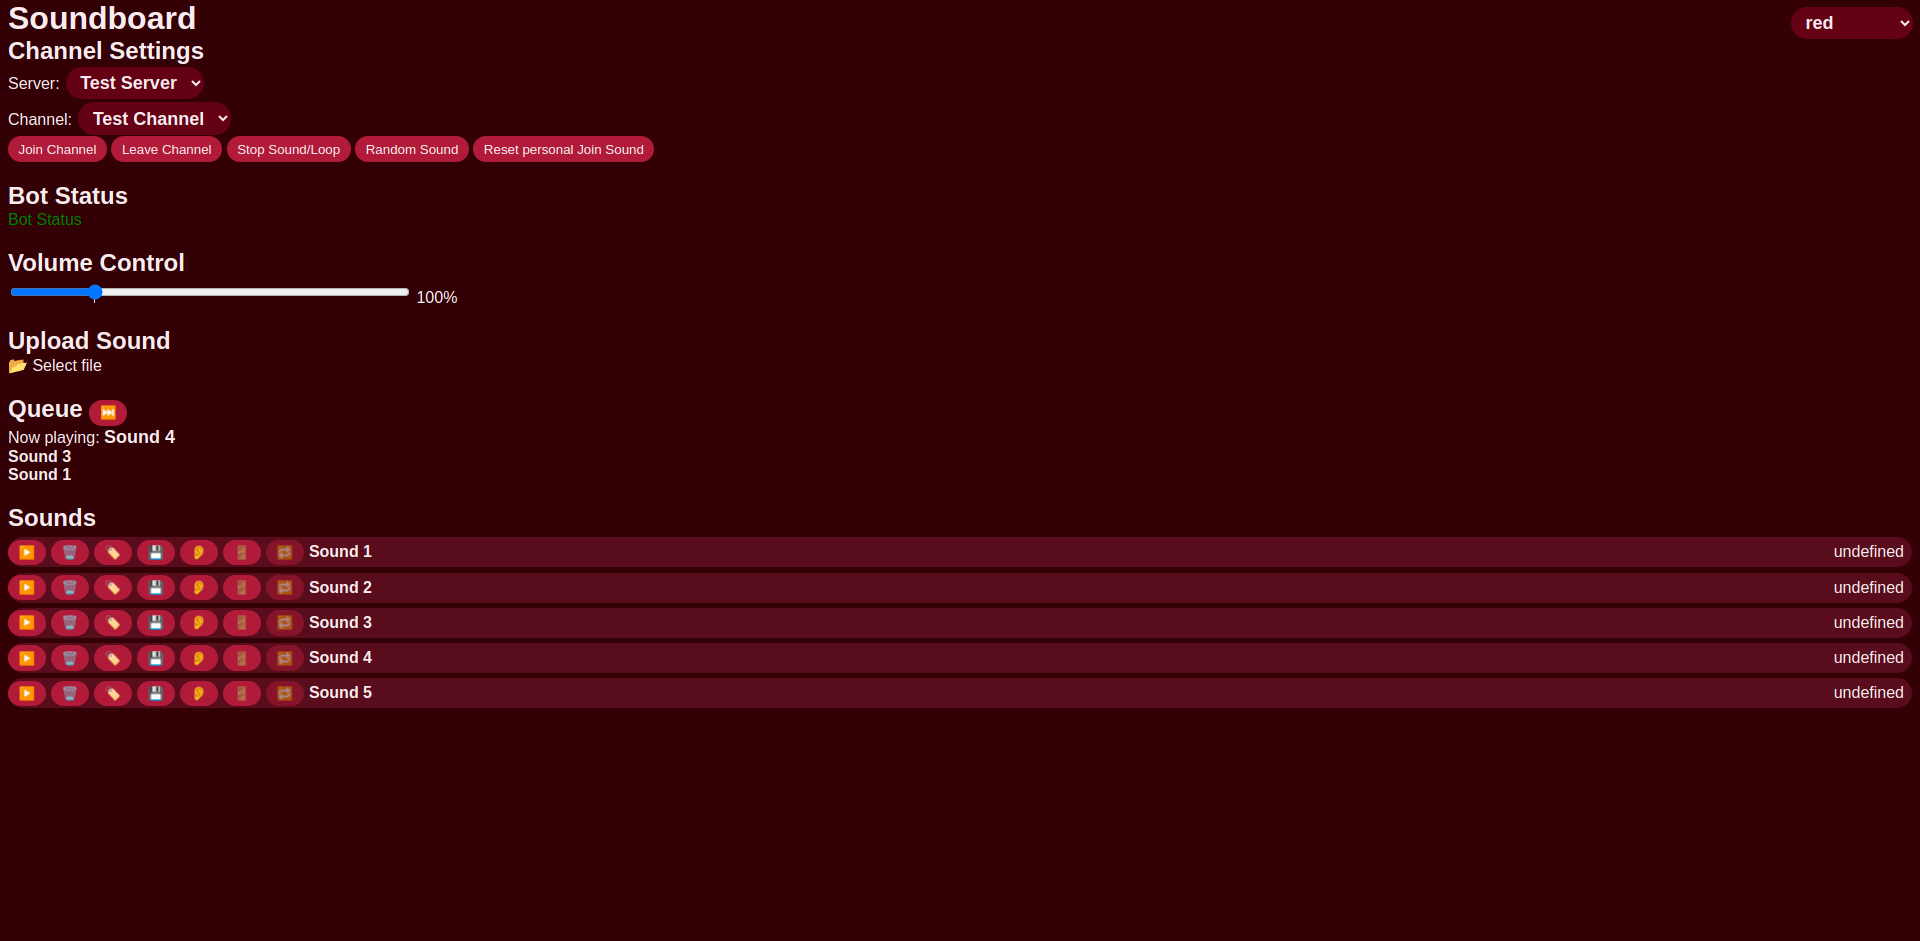 Soundboard
red
Channel Settings
Server: Test Server
Channel: Test Channel
Join Channel Leave Channel Stop Sound/Loop Random Sound Reset personal Join Sound
Bot Status
Bot Status
Volume Control
100%
Upload Sound
📂 Select file
Queue ⏭️
Now playing: Sound 4
Sound 3
Sound 1
Sounds
▶️ 🗑️ 🏷️ 💾 👂 🚪 🔁 Sound 1 undefined
▶️ 🗑️ 🏷️ 💾 👂 🚪 🔁 Sound 2 undefined
▶️ 🗑️ 🏷️ 💾 👂 🚪 🔁 Sound 3 undefined
▶️ 🗑️ 🏷️ 💾 👂 🚪 🔁 Sound 4 undefined
▶️ 🗑️ 🏷️ 💾 👂 🚪 🔁 Sound 5 undefined